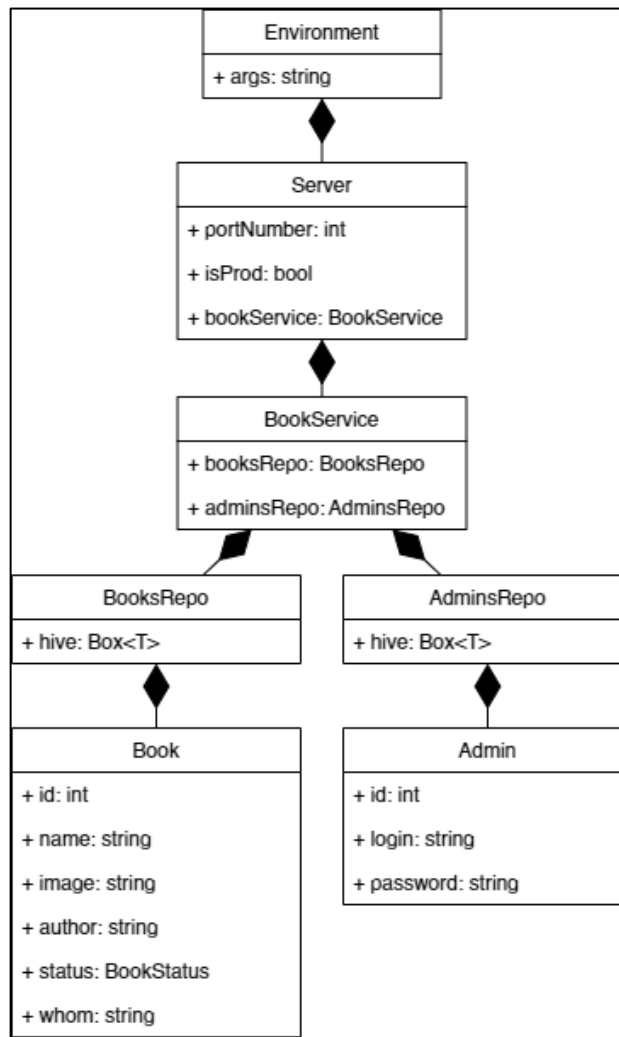 Environment
+ args: string
Server
+ portNumber: int
+ isProd: bool
+ bookService: BookService
BookService
+ booksRepo: BooksRepo
+ adminsRepo: AdminsRepo
BooksRepo
+ hive: Box<T>
AdminsRepo
+ hive: Box<T>
Book
+ id: int
+ name: string
+ image: string
+ author: string
+ status: BookStatus
+ whom: string
Admin
+ id: int
+ login: string
+ password: string